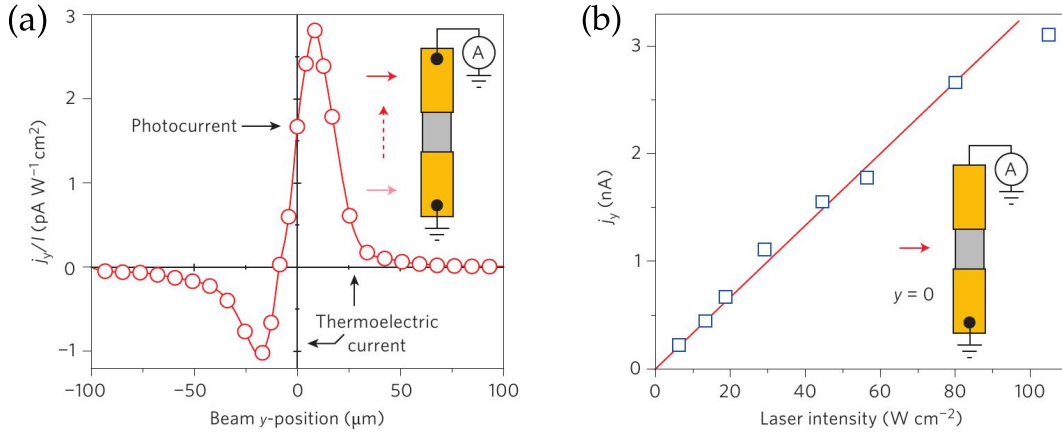 (a)
3
2
1
0
−1
j_y/I (pA W⁻¹ cm²)
Photocurrent
A
Thermoelectric
current
−100
−50
0
50
100
Beam y-position (μm)
(b)
3
2
1
0
j_y (nA)
A
y = 0
0
20
40
60
80
100
Laser intensity (W cm⁻²)